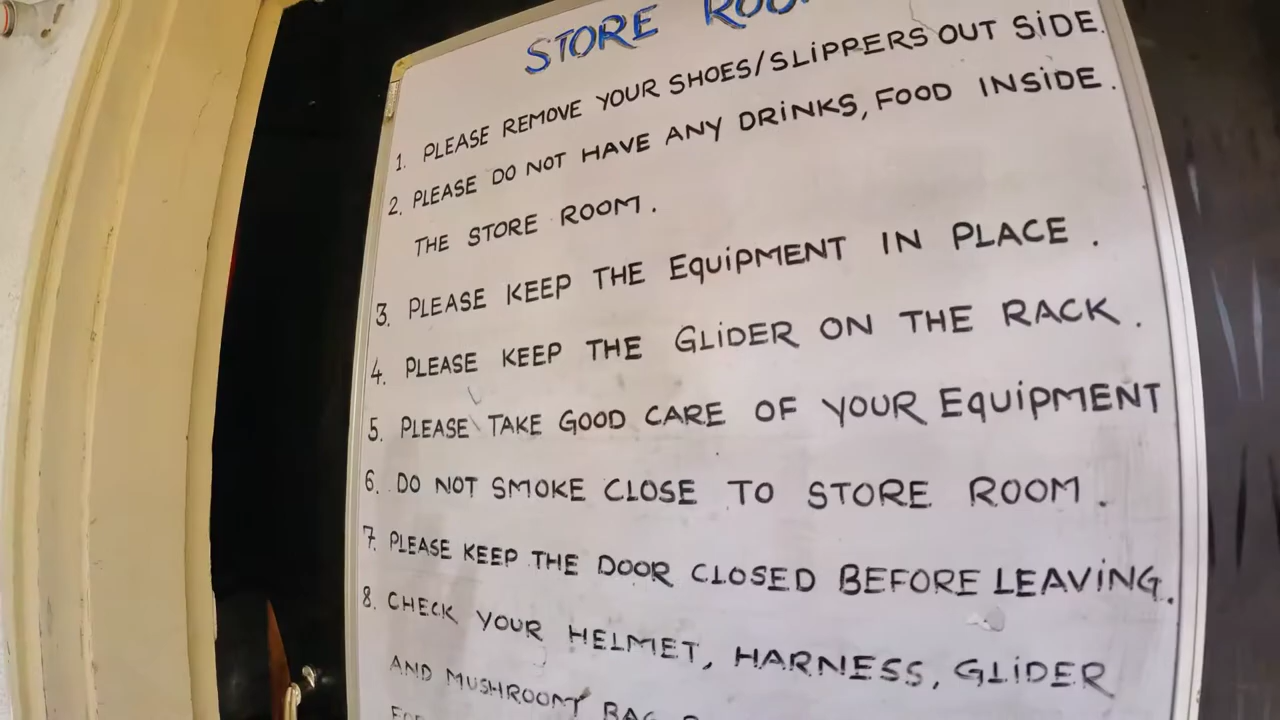 STORE
1. PLEASE REMOVE YOUR SHOES/SLIPPERS OUT SIDE.
2. PLEASE DO NOT HAVE ANY DRINKS, FOOD INSIDE.
THE STORE ROOM.
3. PLEASE KEEP THE EQUIPMENT IN PLACE.
4. PLEASE KEEP THE GLIDER ON THE RACK.
5. PLEASE TAKE GOOD CARE OF YOUR EQUIPMENT
6. DO NOT SMOKE CLOSE TO STORE ROOM.
7. PLEASE KEEP THE DOOR CLOSED BEFORE LEAVING.
8. CHECK YOUR HELMET, HARNESS, GLIDER
AND MUSHROOM BAG